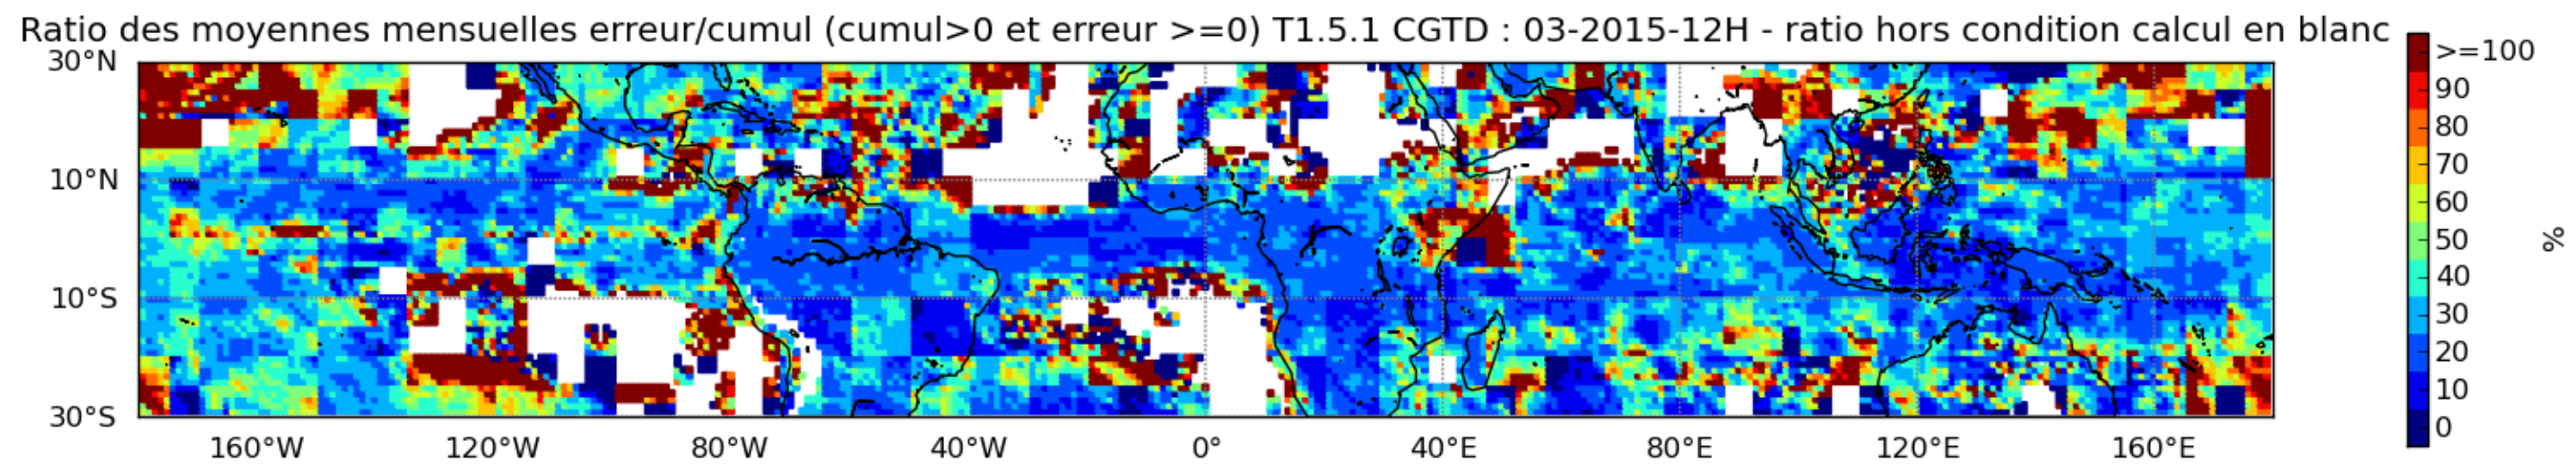 Ratio des moyennes mensuelles erreur/cumul (cumul>0 et erreur >=0) T1.5.1 CGTD : 03-2015-12H - ratio hors condition calcul en blanc
30°N
10°N
10°S
30°S
160°W 120°W 80°W 40°W 0° 40°E 80°E 120°E 160°E
>=100
90
80
70
60
50
40
30
20
10
0
%